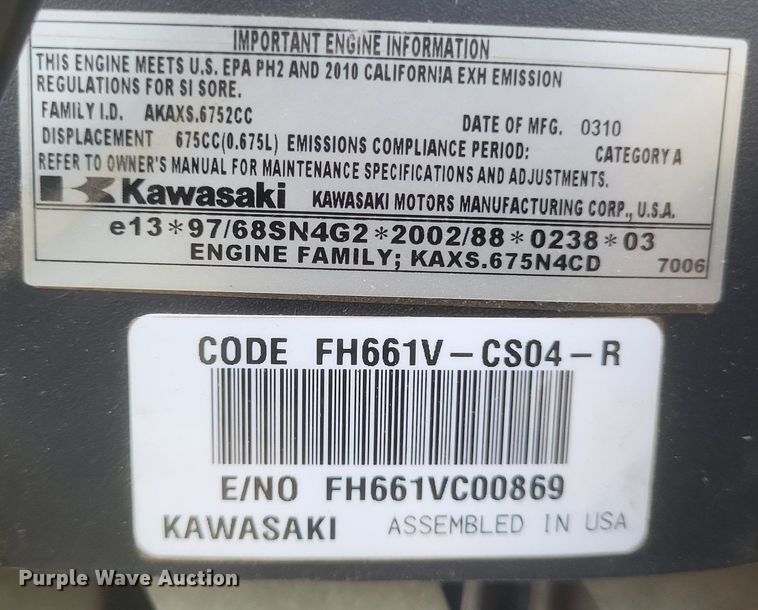 IMPORTANT ENGINE INFORMATION
THIS ENGINE MEETS U.S. EPA PH2 AND 2010 CALIFORNIA EXH EMISSION
REGULATIONS FOR SI SORE.
FAMILY I.D. AKAXS.6752CC DATE OF MFG. 0310
DISPLACEMENT 675CC(0.675L) EMISSIONS COMPLIANCE PERIOD: CATEGORY A
REFER TO OWNER'S MANUAL FOR MAINTENANCE SPECIFICATIONS AND ADJUSTMENTS.
Kawasaki KAWASAKI MOTORS MANUFACTURING CORP., U.S.A.
e13*97/68SN4G2*2002/88*0238*03
ENGINE FAMILY; KAXS.675N4CD 7006
CODE FH661V-CS04-R
E/NO FH661VC00869
KAWASAKI ASSEMBLED IN USA
Purple Wave Auction